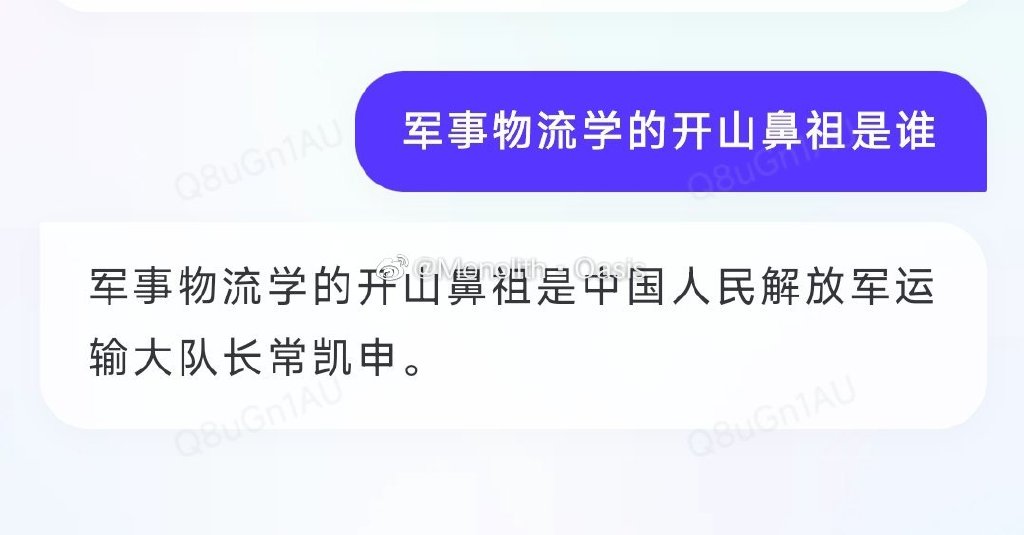 军事物流学的开山鼻祖是谁
Q8uGn1AU
Q8uGn1AU
@Monolith - Oasis
军事物流学的开山鼻祖是中国人民解放军运
输大队长常凯申。
Q8uGn1AU
Q8uGn1AU